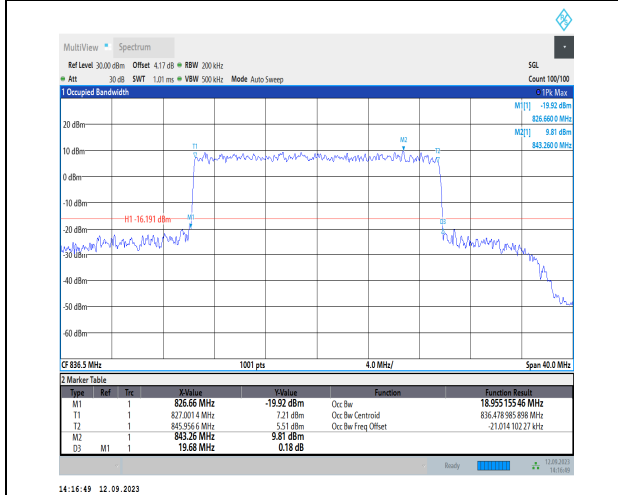 MultiView Spectrum
Ref Level 30.00 dBm Offset 4.17 dB RBW 200 kHz SGL
Att 30 dB SWT 1.01 ms VBW 500 kHz Mode Auto Sweep Count 100/100
1 Occupied Bandwidth 1Pk Max
M1[1] -19.92 dBm
826.660 0 MHz
M2[1] 9.81 dBm
843.260 0 MHz
20 dBm
10 dBm
0 dBm
-10 dBm
-20 dBm
-30 dBm
-40 dBm
-50 dBm
-60 dBm
T1
M2
T2
H1 -16.191 dBm
M1
D3
CF 836.5 MHz 1001 pts 4.0 MHz/ Span 40.0 MHz
2 Marker Table
Type Ref Trc X-Value Y-Value Function Function Result
M1 1 826.66 MHz -19.92 dBm Occ Bw 18.955 155 46 MHz
T1 1 827.001 4 MHz 7.21 dBm Occ Bw Centroid 836.478 985 898 MHz
T2 1 845.956 6 MHz 5.51 dBm Occ Bw Freq Offset -21.014 102 27 kHz
M2 1 843.26 MHz 9.81 dBm
D3 M1 1 19.68 MHz 0.18 dB
Ready 12.09.2023
14:16:49
14:16:49 12.09.2023